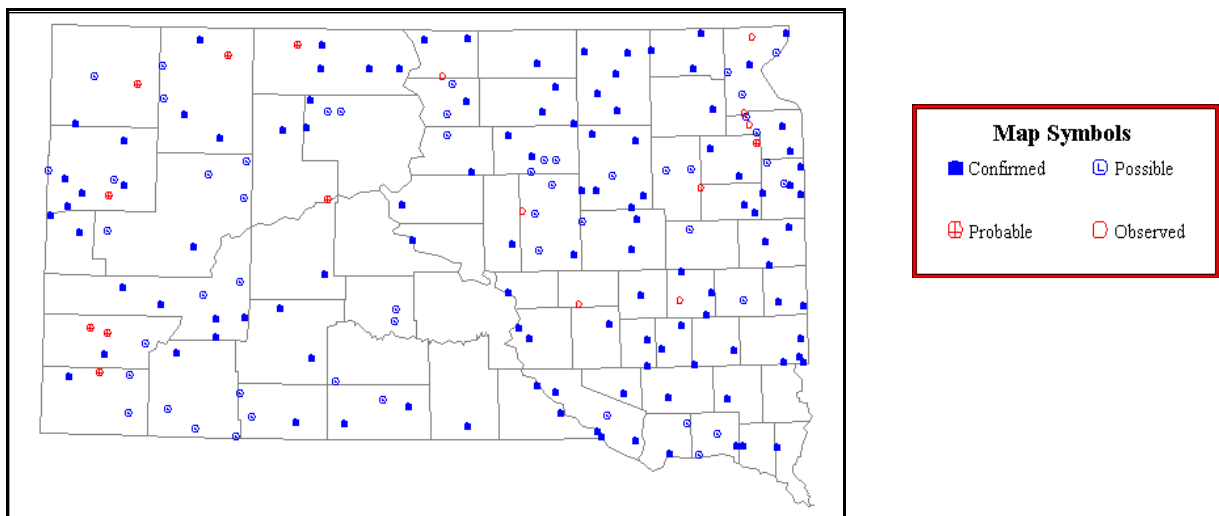 Map Symbols
Confirmed
Possible
Probable
Observed